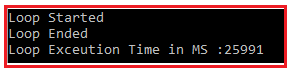 Loop Started
Loop Ended
Loop Exceution Time in MS :25991